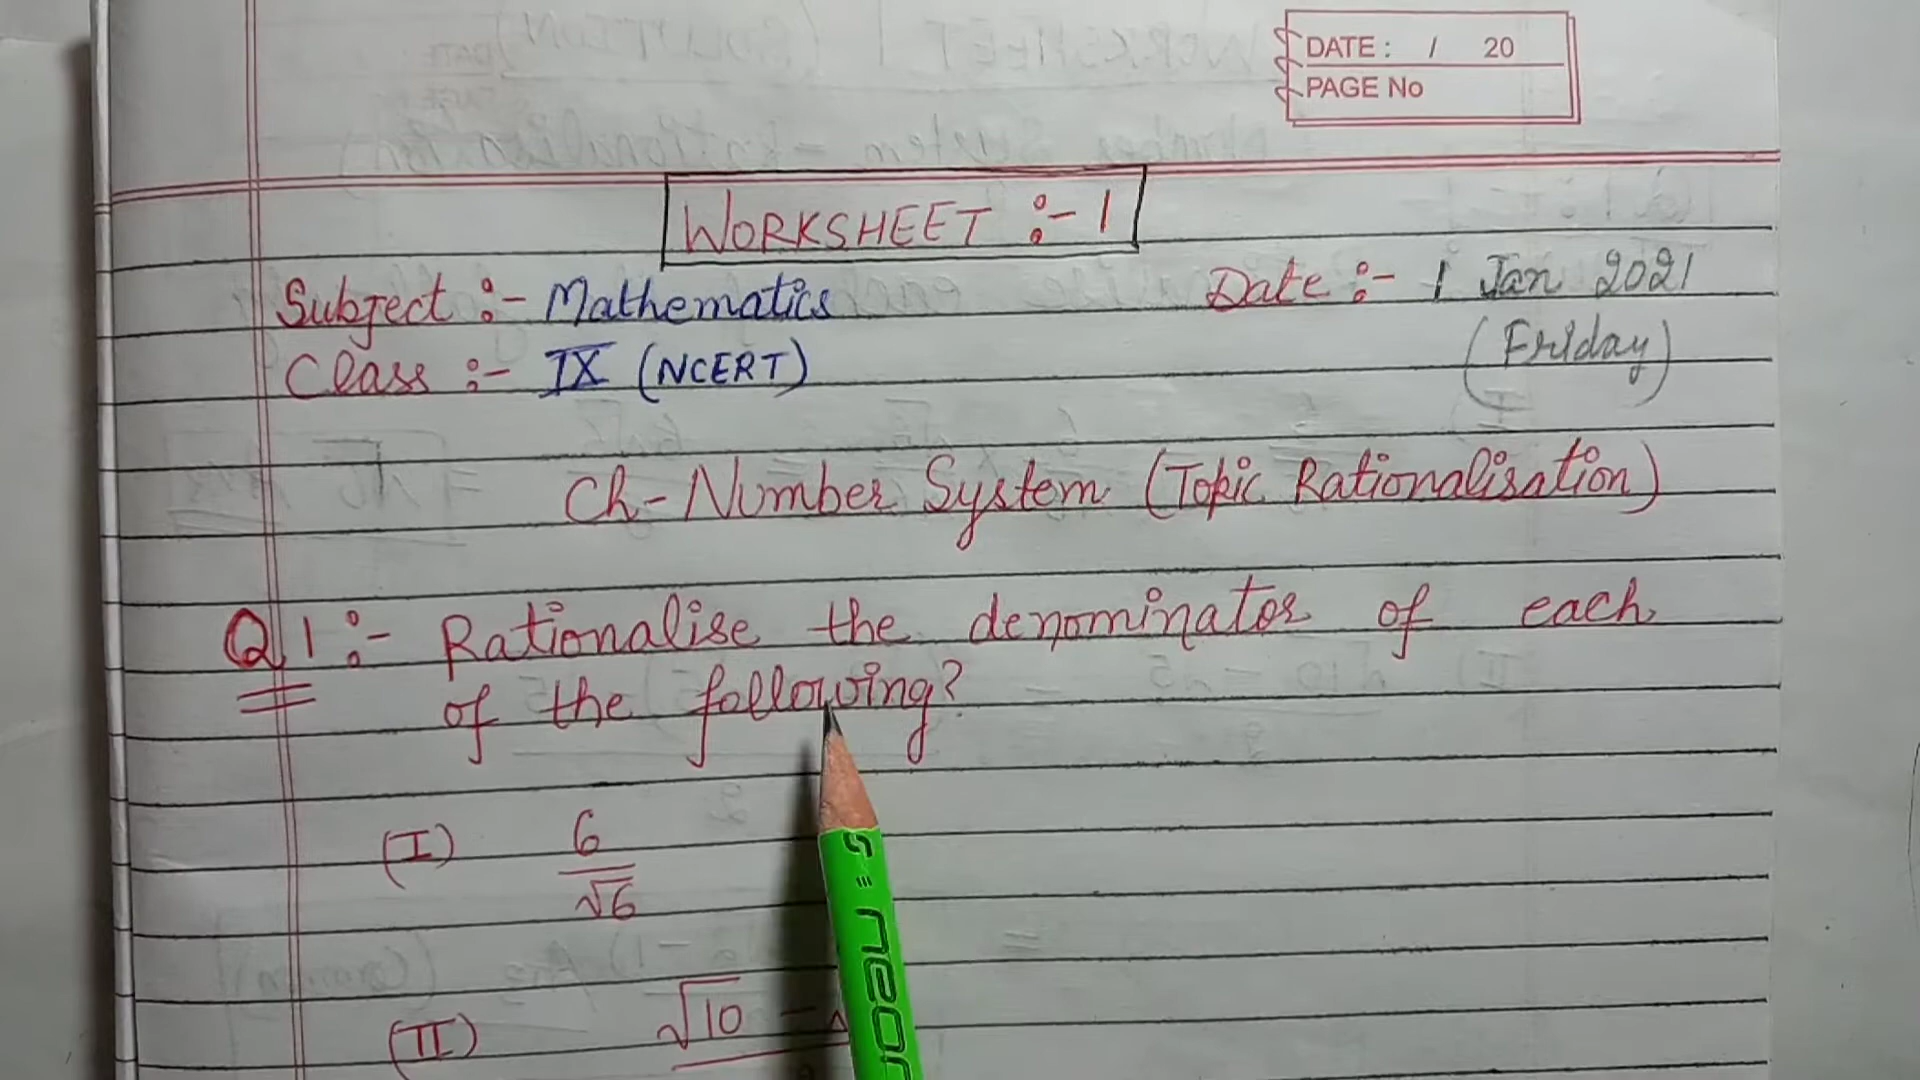 DATE : / 20
PAGE No
WORKSHEET :- 1
Subject :- Mathematics Date :- 1 Jan 2021
Class :- IX (NCERT) (Friday)
Ch- Number System (Topic Rationalisation)
Q1 :- Rationalise the denominator of each
of the following?
(I) 6
√6
(II) √10 -
neon